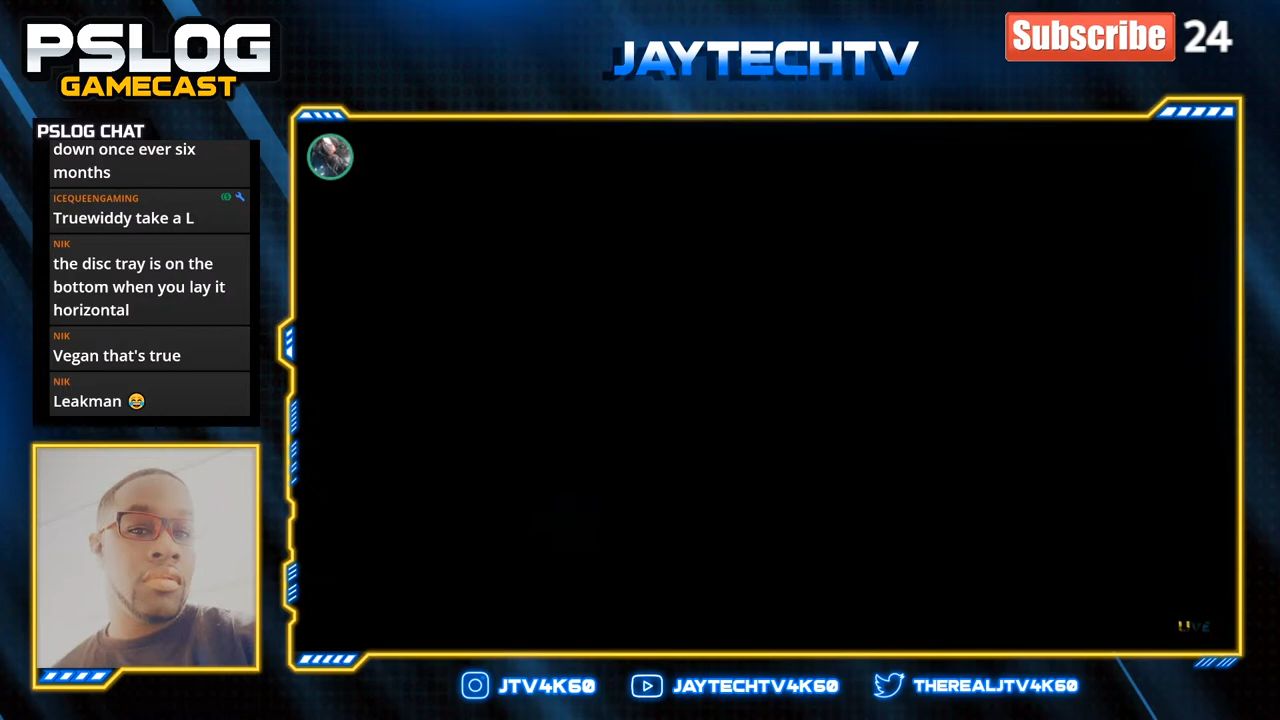 PSLOG
GAMECAST
JAYTECHTV
Subscribe 24
PSLOG CHAT
down once ever six
months
ICEQUEENGAMING
Truewiddy take a L
NIK
the disc tray is on the
bottom when you lay it
horizontal
NIK
Vegan that's true
NIK
Leakman 😂
LIVE
JTV4K60
JAYTECHTV4K60
THEREALJTV4K60